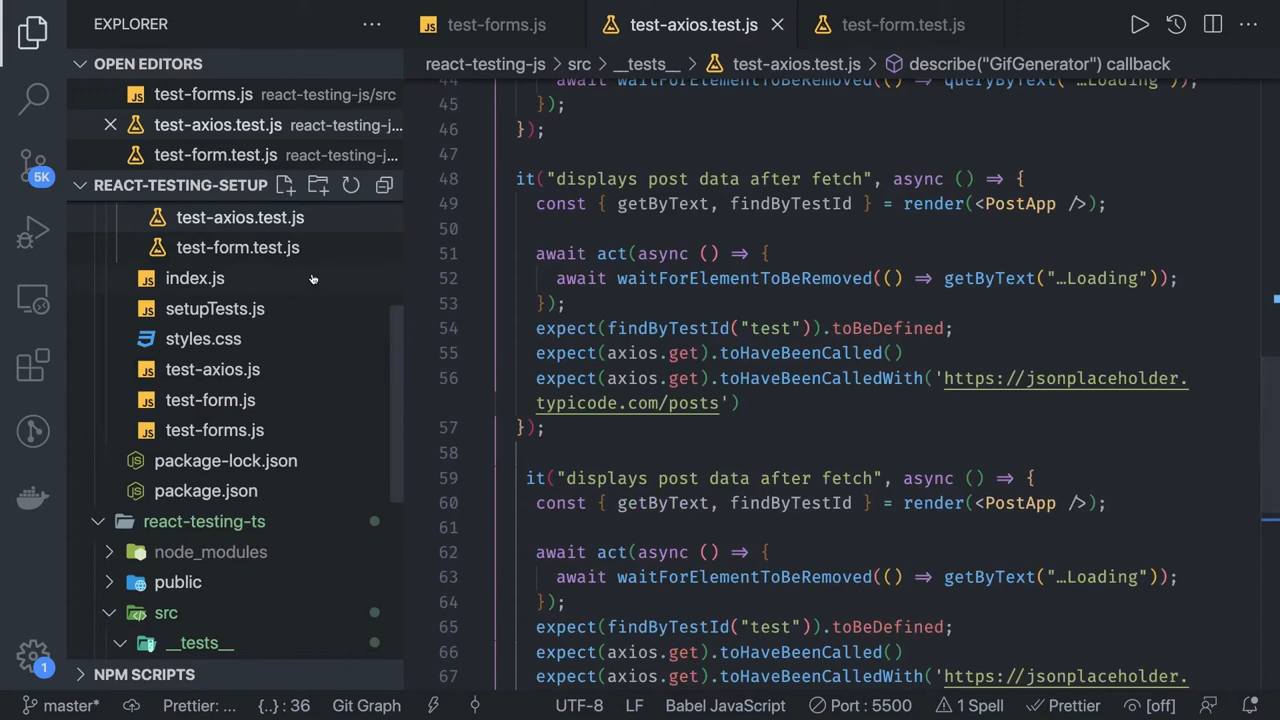 EXPLORER
test-forms.js
test-axios.test.js
test-form.test.js
OPEN EDITORS
react-testing-js src __tests__ test-axios.test.js describe("GifGenerator") callback
test-forms.js react-testing-js/src
test-axios.test.js react-testing-j...
test-form.test.js react-testing-j...
5K
REACT-TESTING-SETUP
test-axios.test.js
test-form.test.js
index.js
setupTests.js
styles.css
test-axios.js
test-form.js
test-forms.js
package-lock.json
package.json
react-testing-ts
node_modules
public
src
__tests__
NPM SCRIPTS
1
44 await waitForElementToBeRemoved(() => queryByText("…Loading"));
45 });
46 });
47
48 it("displays post data after fetch", async () => {
49 const { getByText, findByTestId } = render(<PostApp />);
50
51 await act(async () => {
52 await waitForElementToBeRemoved(() => getByText("…Loading"));
53 });
54 expect(findByTestId("test")).toBeDefined;
55 expect(axios.get).toHaveBeenCalled()
56 expect(axios.get).toHaveBeenCalledWith('https://jsonplaceholder.
typicode.com/posts')
57 });
58
59 it("displays post data after fetch", async () => {
60 const { getByText, findByTestId } = render(<PostApp />);
61
62 await act(async () => {
63 await waitForElementToBeRemoved(() => getByText("…Loading"));
64 });
65 expect(findByTestId("test")).toBeDefined;
66 expect(axios.get).toHaveBeenCalled()
67 expect(axios.get).toHaveBeenCalledWith('https://jsonplaceholder.
master* Prettier: ... {..} : 36 Git Graph UTF-8 LF Babel JavaScript Port : 5500 1 Spell Prettier [off]